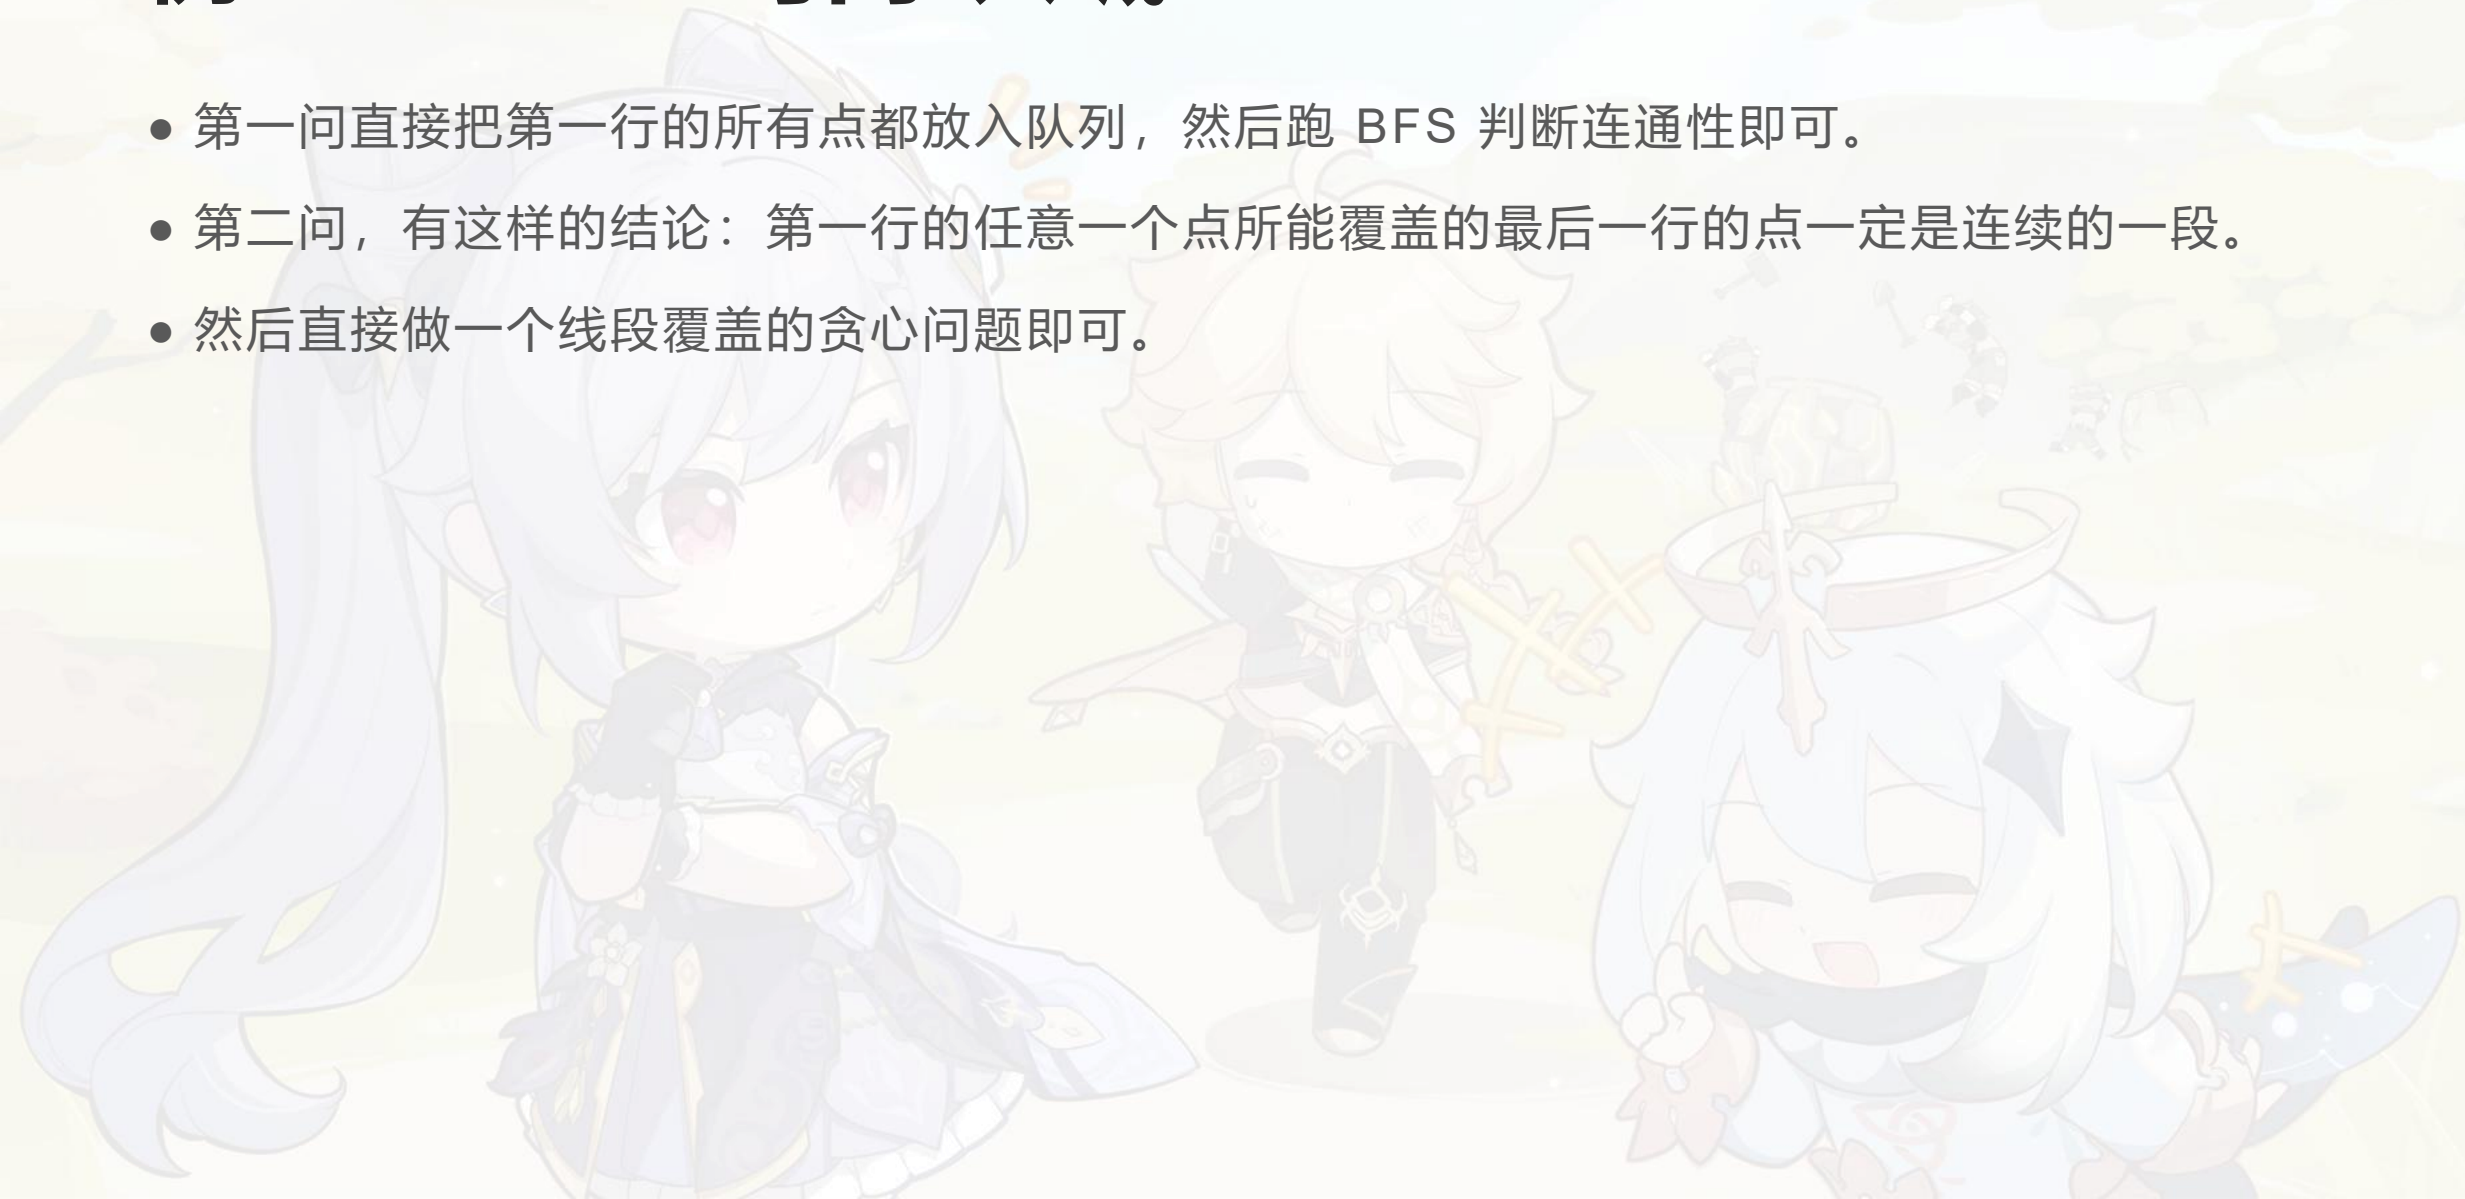 ● 第一问直接把第一行的所有点都放入队列，然后跑 BFS 判断连通性即可。
● 第二问，有这样的结论：第一行的任意一个点所能覆盖的最后一行的点一定是连续的一段。
● 然后直接做一个线段覆盖的贪心问题即可。